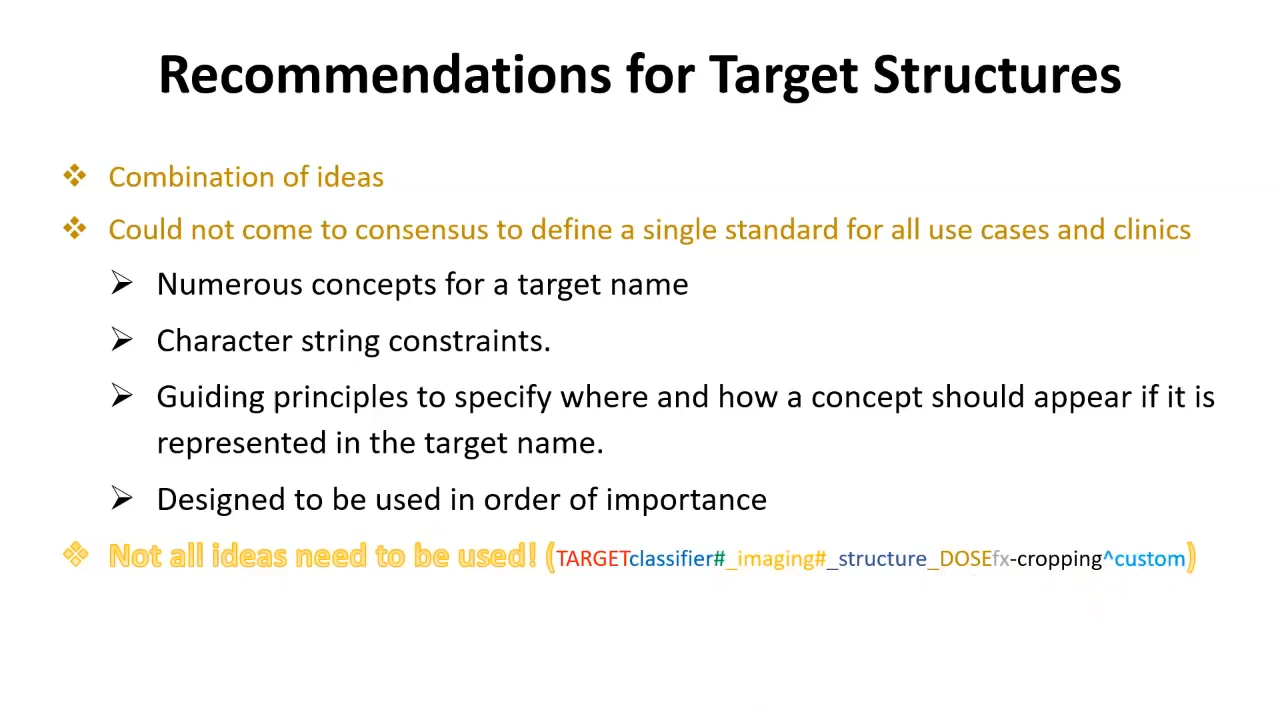 Recommendations for Target Structures
❖ Combination of ideas
❖ Could not come to consensus to define a single standard for all use cases and clinics
➢ Numerous concepts for a target name
➢ Character string constraints.
➢ Guiding principles to specify where and how a concept should appear if it is
represented in the target name.
➢ Designed to be used in order of importance
❖ Not all ideas need to be used! (TARGETclassifier#_imaging#_structure_DOSEfx-cropping^custom)